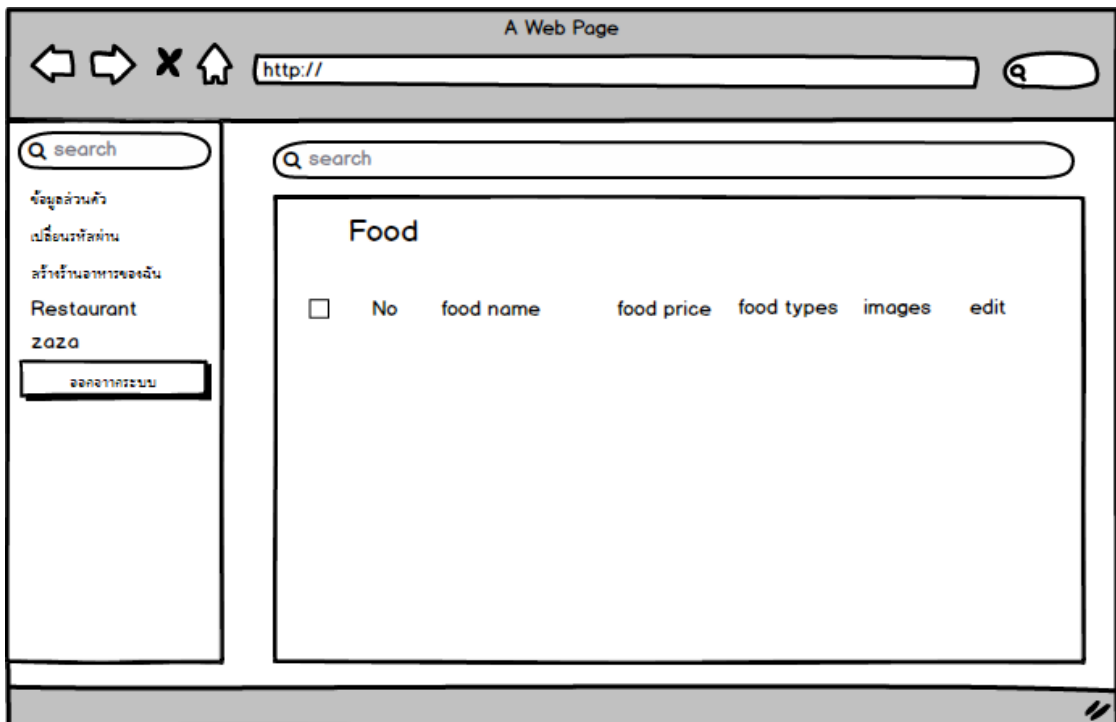 A Web Page
http://
search
ข้อมูลส่วนตัว
เปลี่ยนรหัสผ่าน
สร้างร้านอาหารของฉัน
Restaurant
zaza
ออกจากระบบ
search
Food
No food name food price food types images edit